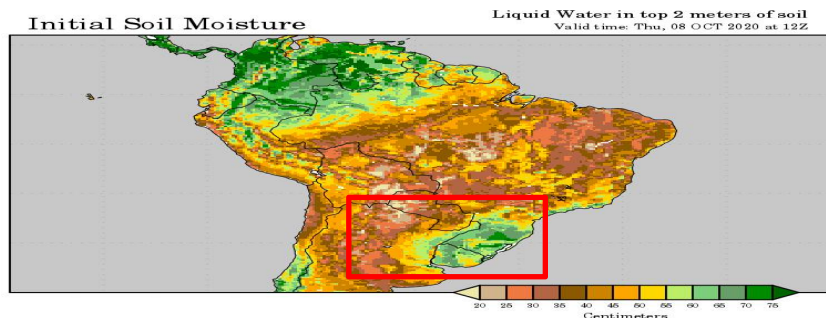 Initial Soil Moisture
Liquid Water in top 2 meters of soil
Valid time: Thu, 08 OCT 2020 at 12Z
20 25 30 35 40 45 50 55 60 65 70 75
Centimeters